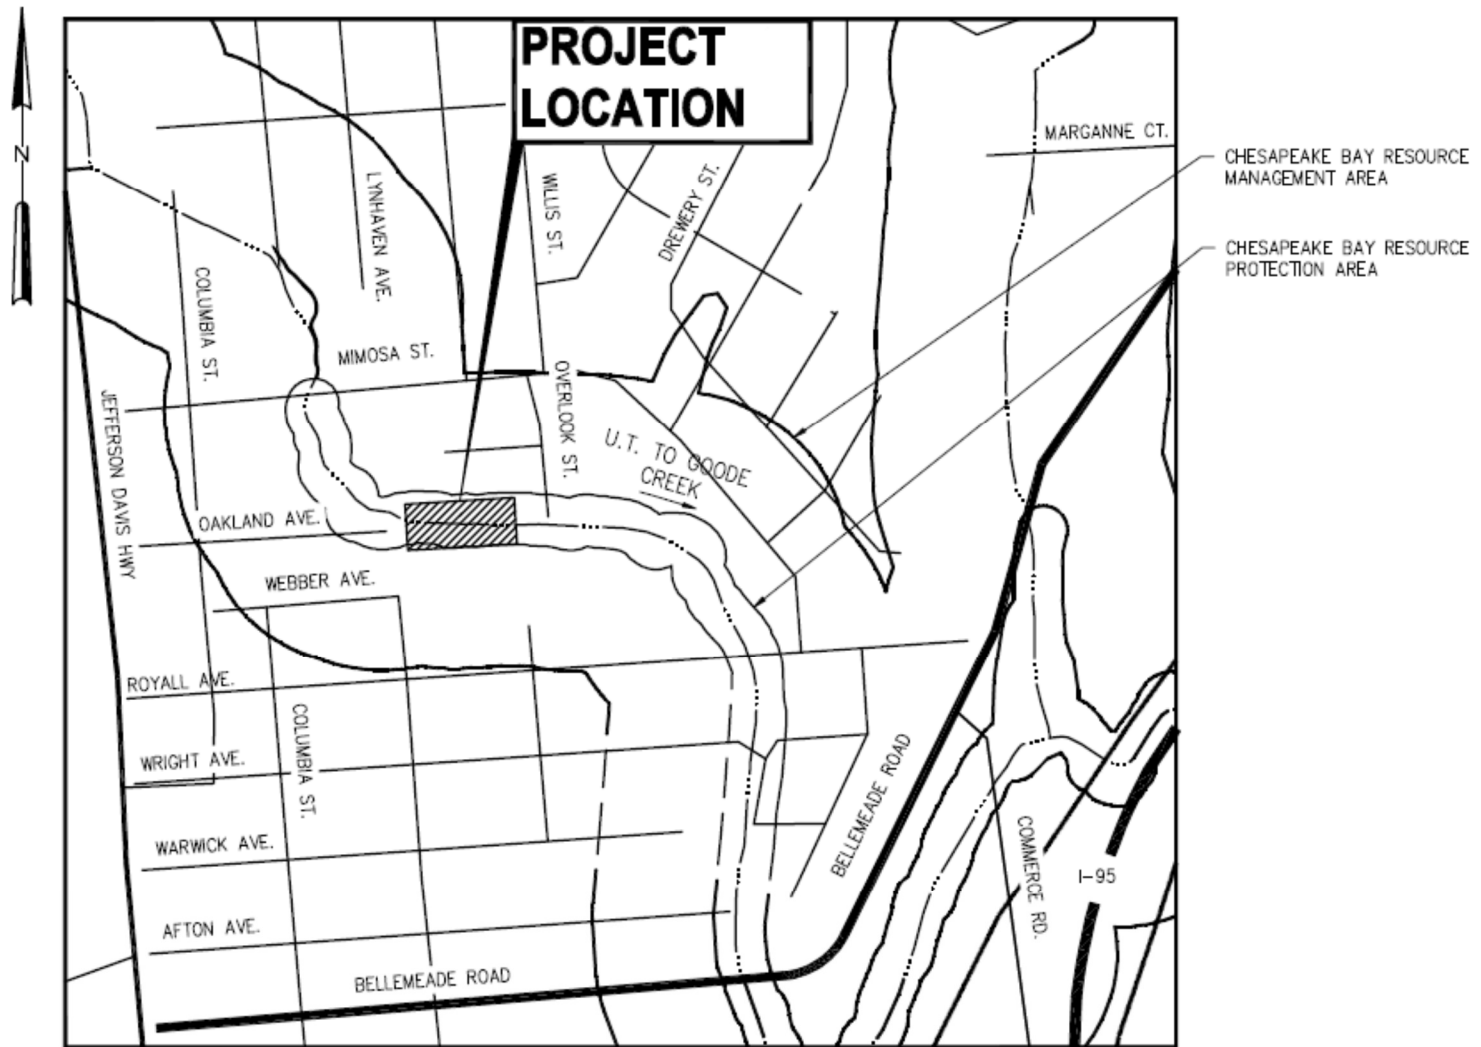 PROJECT
LOCATION
N
MARGANNE CT.
CHESAPEAKE BAY RESOURCE
MANAGEMENT AREA
LYNHAVEN AVE.
WILLIS ST.
DREWERY ST.
CHESAPEAKE BAY RESOURCE
PROTECTION AREA
COLUMBIA ST.
MIMOSA ST.
OVERLOOK ST.
JEFFERSON DAVIS HWY
U.T. TO GOODE
CREEK
OAKLAND AVE.
WEBBER AVE.
ROYALL AVE.
COLUMBIA ST.
WRIGHT AVE.
BELLEMEADE ROAD
WARWICK AVE.
COMMERCE RD.
I-95
AFTON AVE.
BELLEMEADE ROAD